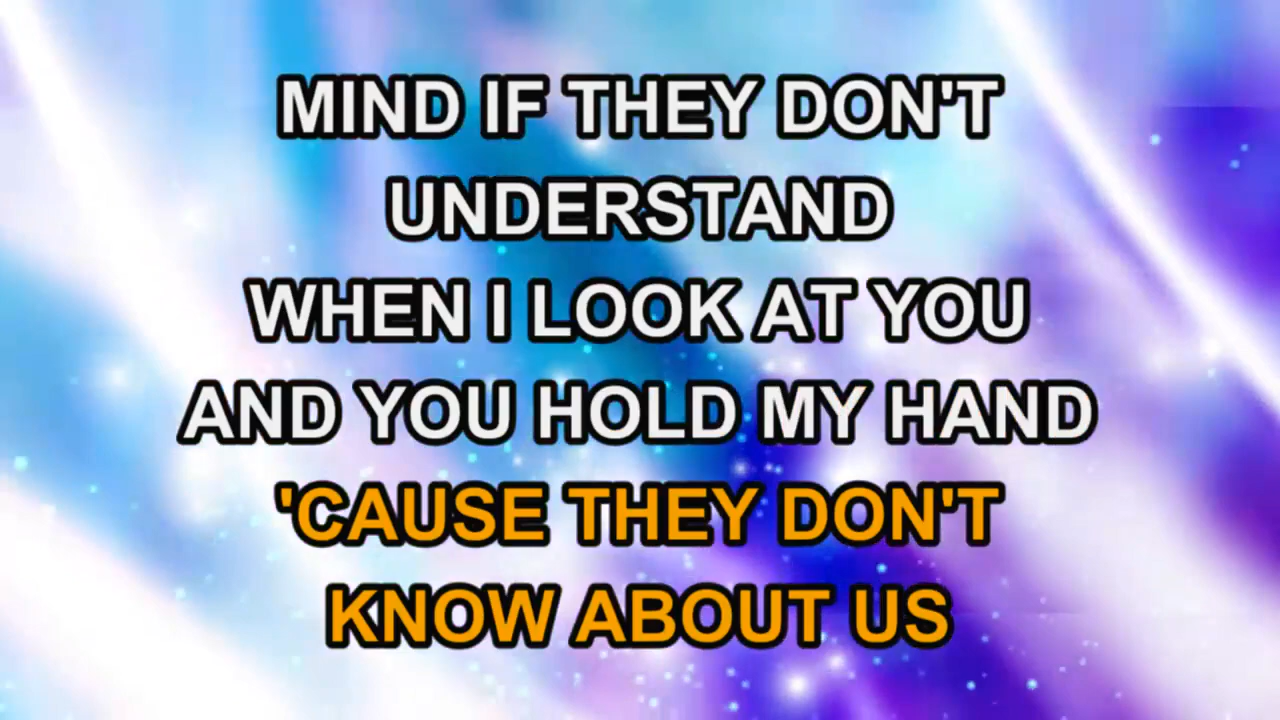 MIND IF THEY DON'T
UNDERSTAND
WHEN I LOOK AT YOU
AND YOU HOLD MY HAND
'CAUSE THEY DON'T
KNOW ABOUT US